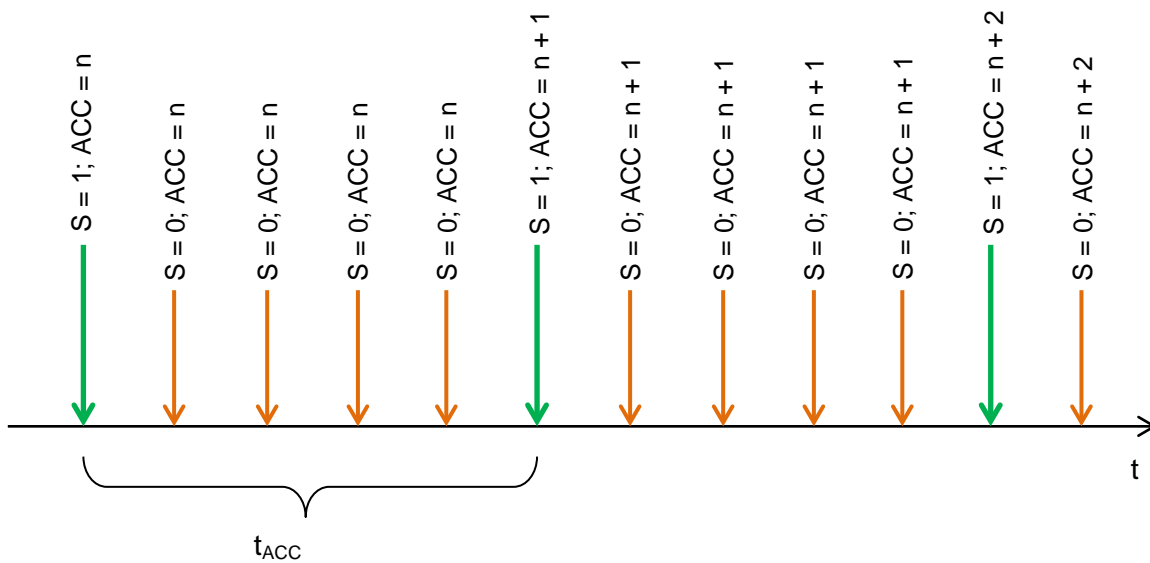 S = 1; ACC = n
S = 0; ACC = n
S = 0; ACC = n
S = 0; ACC = n
S = 0; ACC = n
S = 1; ACC = n + 1
S = 0; ACC = n + 1
S = 0; ACC = n + 1
S = 0; ACC = n + 1
S = 0; ACC = n + 1
S = 1; ACC = n + 2
S = 0; ACC = n + 2
t
tACC